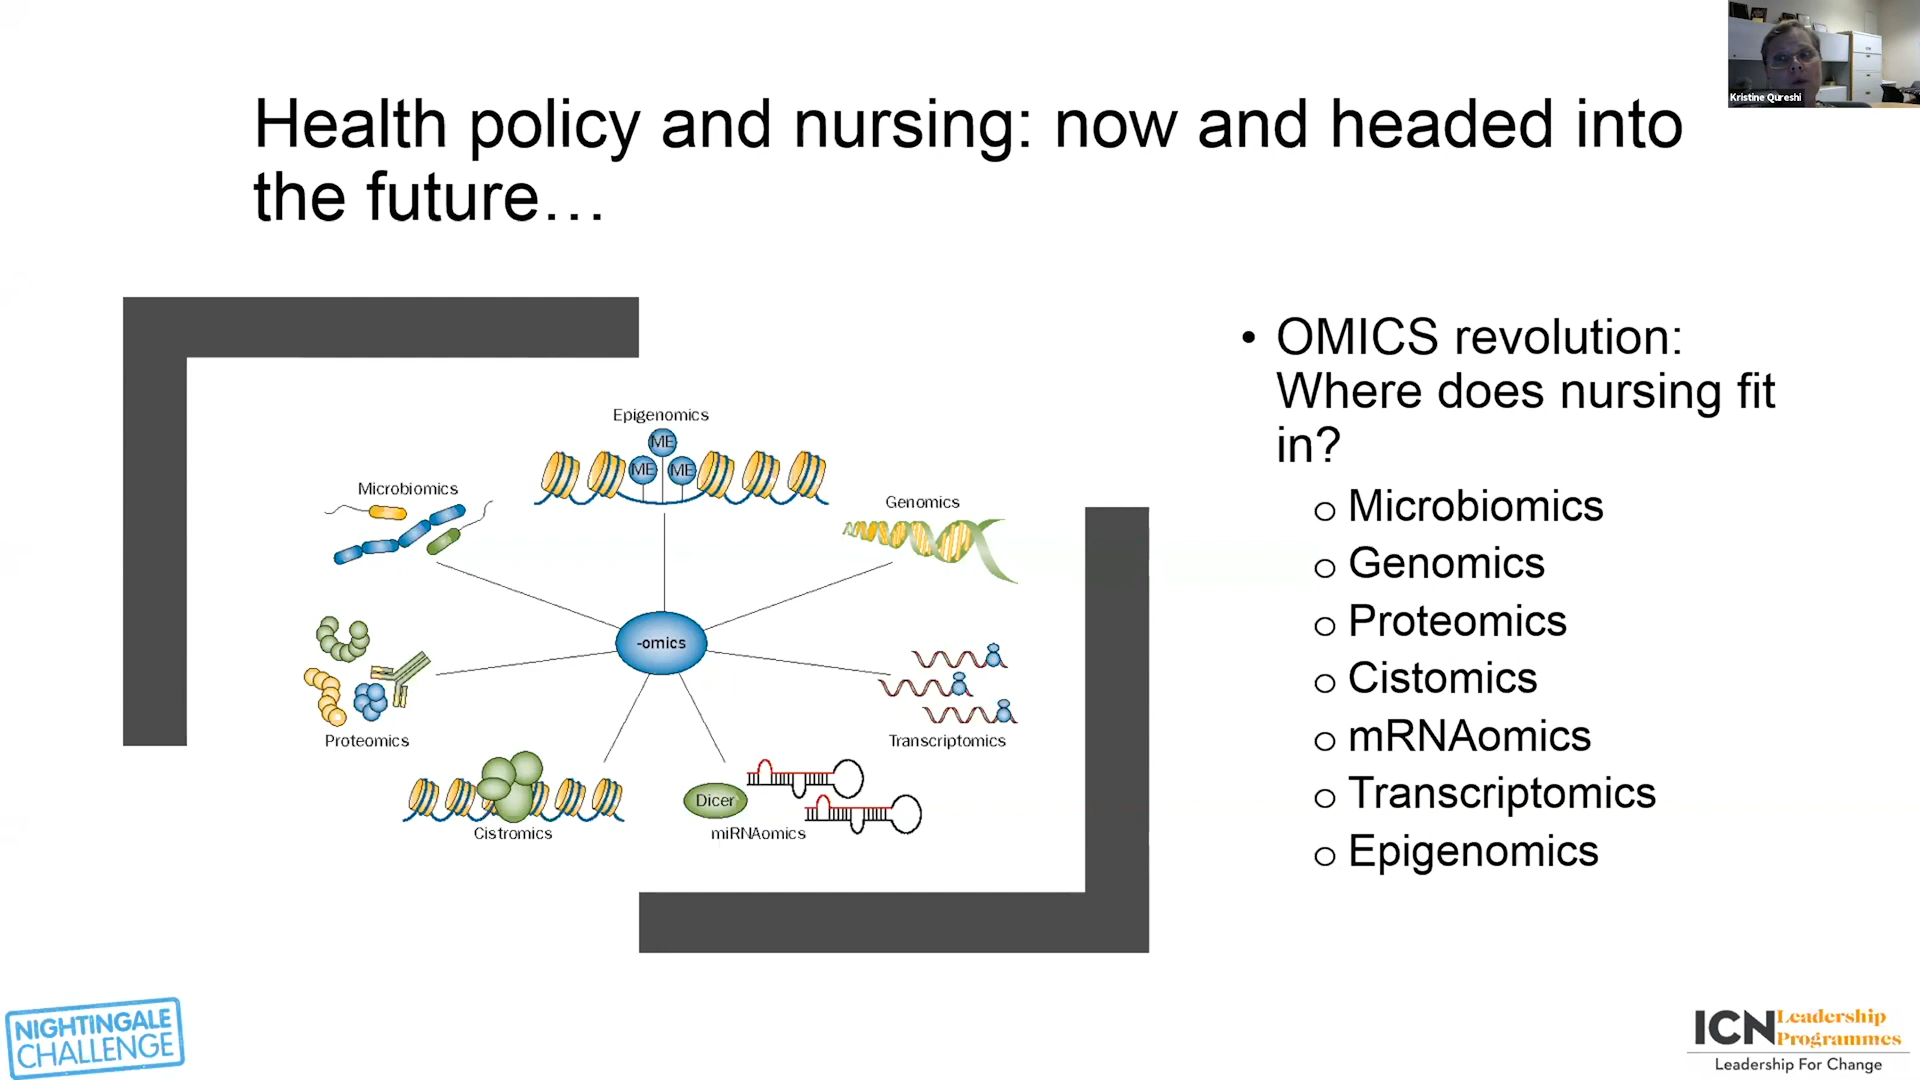 Kristine Qureshi
Health policy and nursing: now and headed into
the future…
Epigenomics
ME
ME
ME
Microbiomics
Genomics
-omics
Proteomics
Transcriptomics
Cistromics
Dicer
miRNAomics
• OMICS revolution:
Where does nursing fit
in?
o Microbiomics
o Genomics
o Proteomics
o Cistomics
o mRNAomics
o Transcriptomics
o Epigenomics
NIGHTINGALE
CHALLENGE
ICN Leadership
Programmes
Leadership For Change